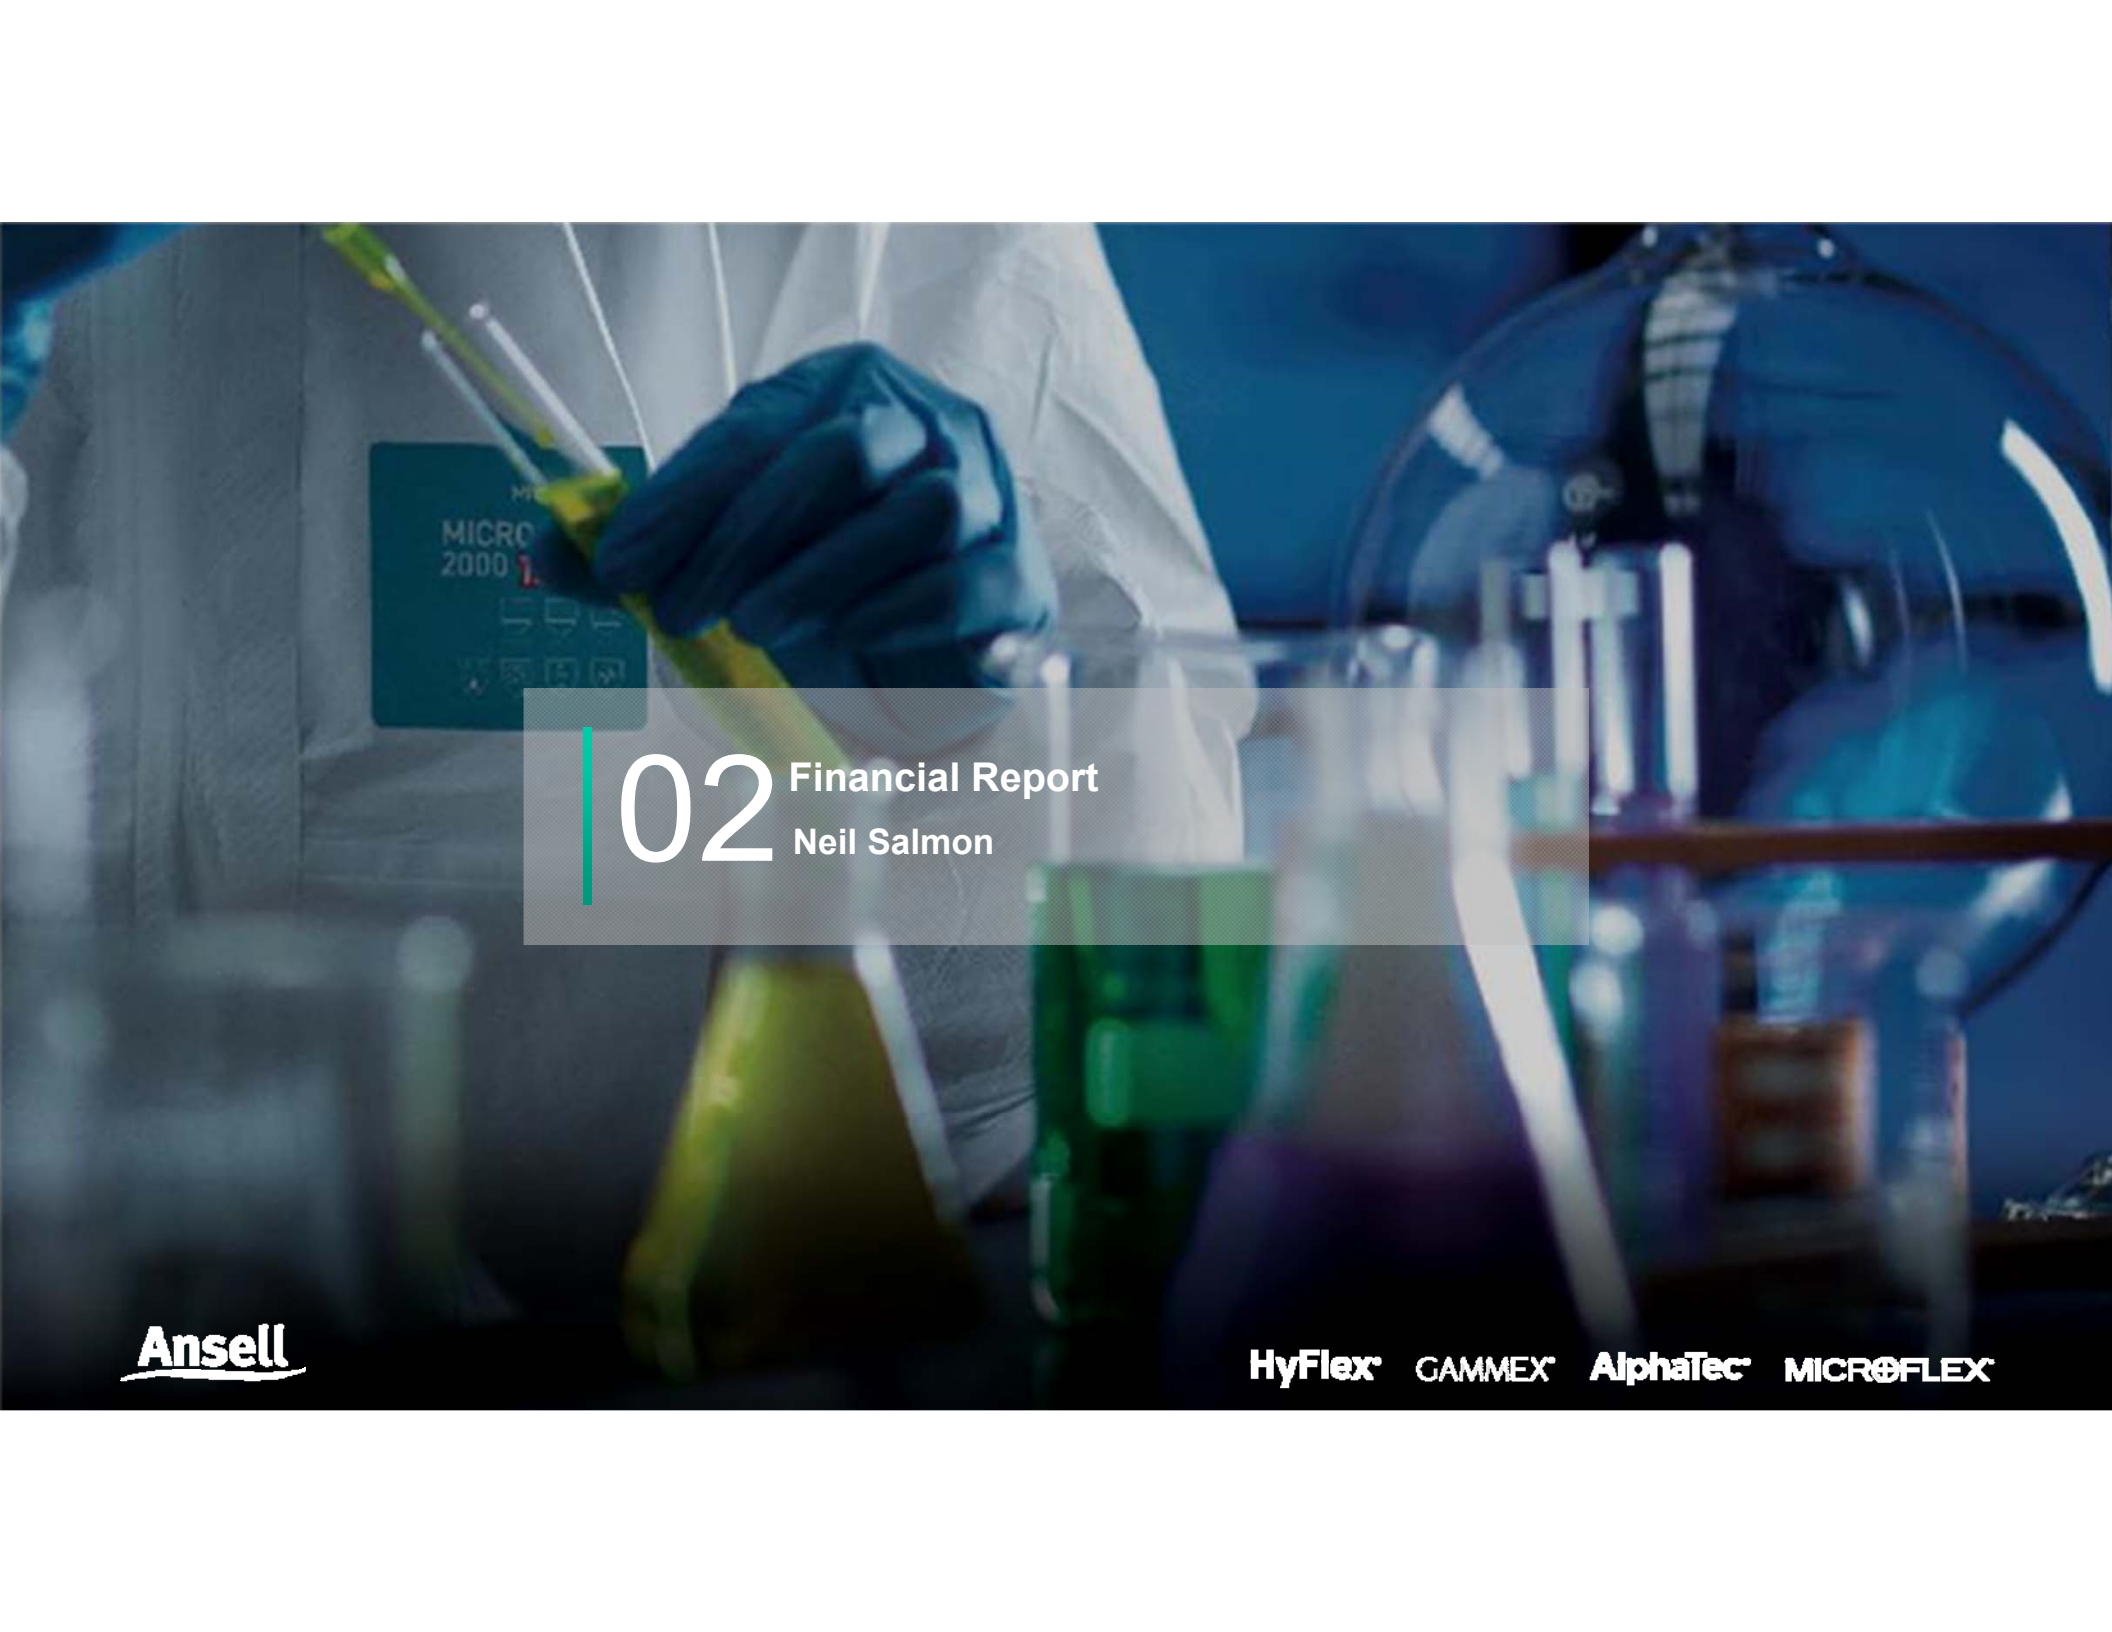 MICRO
2000
02
Financial Report
Neil Salmon
Ansell
HyFlex® GAMMEX® AlphaTec® MICROFLEX®